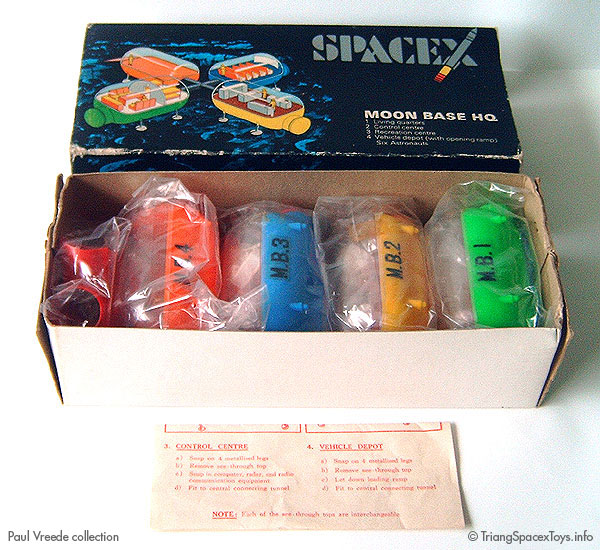 SPACEX
MOON BASE HQ
1 Living quarters
2 Control centre
3 Recreation centre
4 Vehicle depot (with opening ramp)
Six Astronauts
M.B.4
M.B.3
M.B.2
M.B.1
3. CONTROL CENTRE
a) Snap on 4 metallised legs
b) Remove see-through top
c) Snap in computer, radar, and radio
communication equipment
d) Fit to central connecting tunnel
4. VEHICLE DEPOT
a) Snap on 4 metallised legs
b) Remove see-through top
c) Let down loading ramp
d) Fit to central connecting tunnel
NOTE: Each of the see-through tops are interchangeable
Paul Vreede collection
© TriangSpacexToys.info